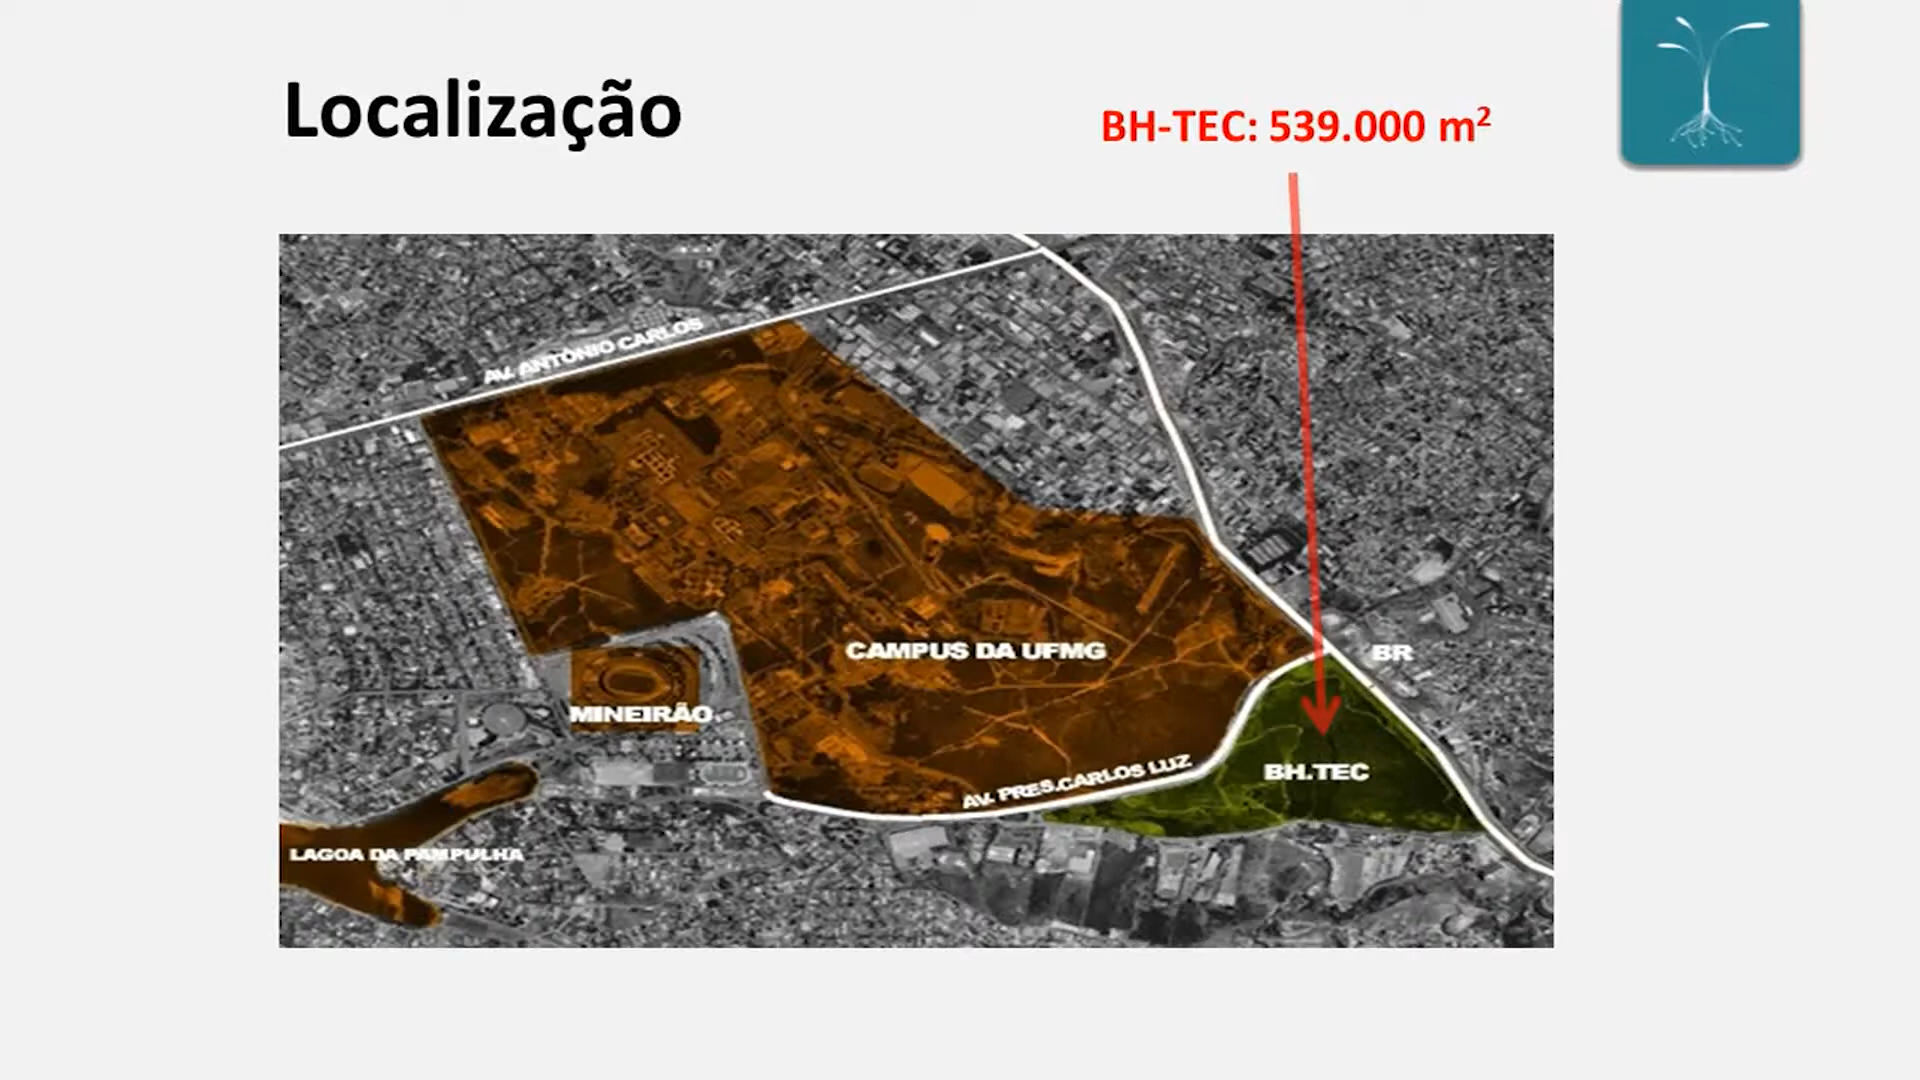 Localização
BH-TEC: 539.000 m²
AV. ANTÔNIO CARLOS
CAMPUS DA UFMG
BR
MINEIRÃO
AV. PRES.CARLOS LUZ
BH.TEC
LAGOA DA PAMPULHA